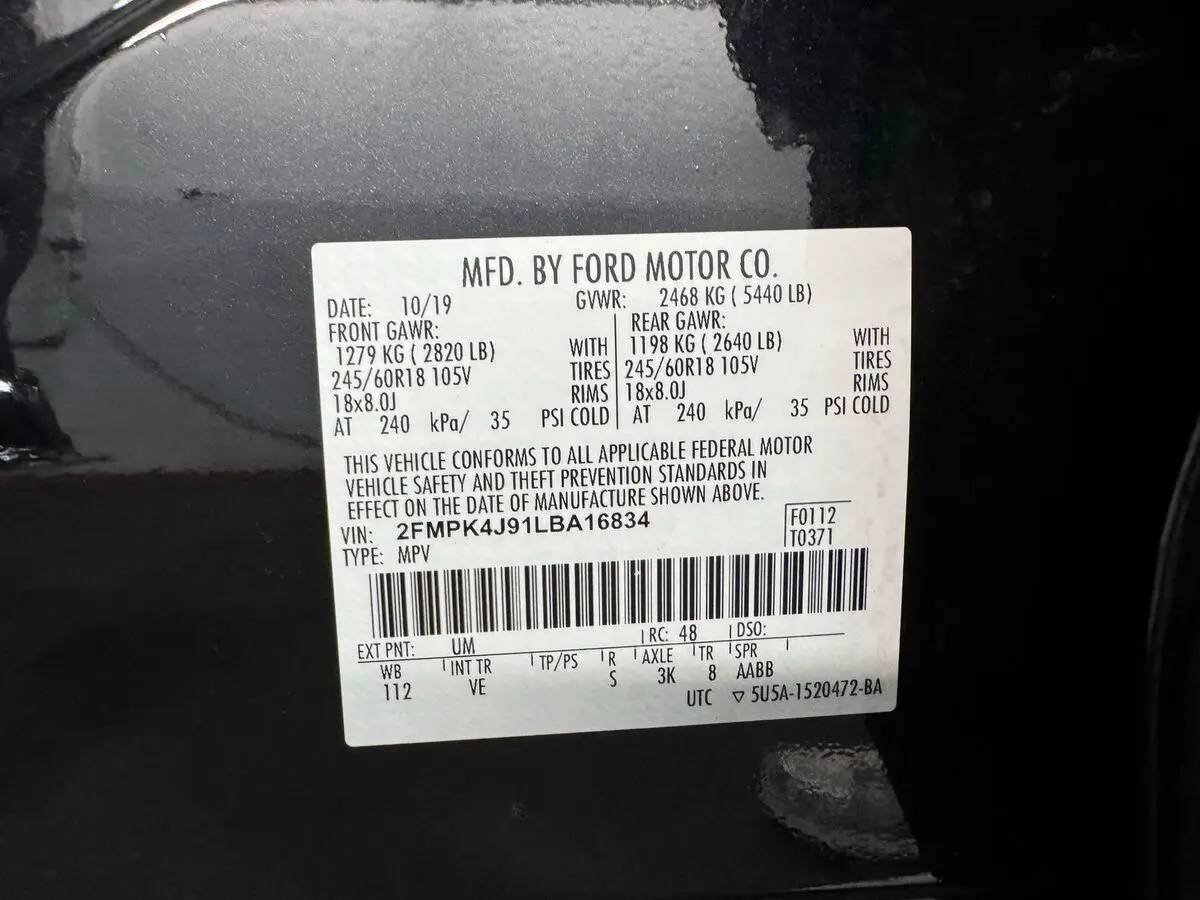 MFD. BY FORD MOTOR CO.
DATE: 10/19 GVWR: 2468 KG ( 5440 LB)
FRONT GAWR: REAR GAWR:
1279 KG ( 2820 LB) WITH 1198 KG ( 2640 LB) WITH
245/60R18 105V TIRES 245/60R18 105V TIRES
18x8.0J RIMS 18x8.0J RIMS
AT 240 kPa/ 35 PSI COLD AT 240 kPa/ 35 PSI COLD
THIS VEHICLE CONFORMS TO ALL APPLICABLE FEDERAL MOTOR
VEHICLE SAFETY AND THEFT PREVENTION STANDARDS IN
EFFECT ON THE DATE OF MANUFACTURE SHOWN ABOVE.
VIN: 2FMPK4J91LBA16834 F0112
TYPE: MPV T0371
EXT PNT: UM RC: 48 DSO:
WB INT TR TP/PS R AXLE TR SPR
112 VE S 3K 8 AABB
UTC ▽ 5U5A-1520472-BA